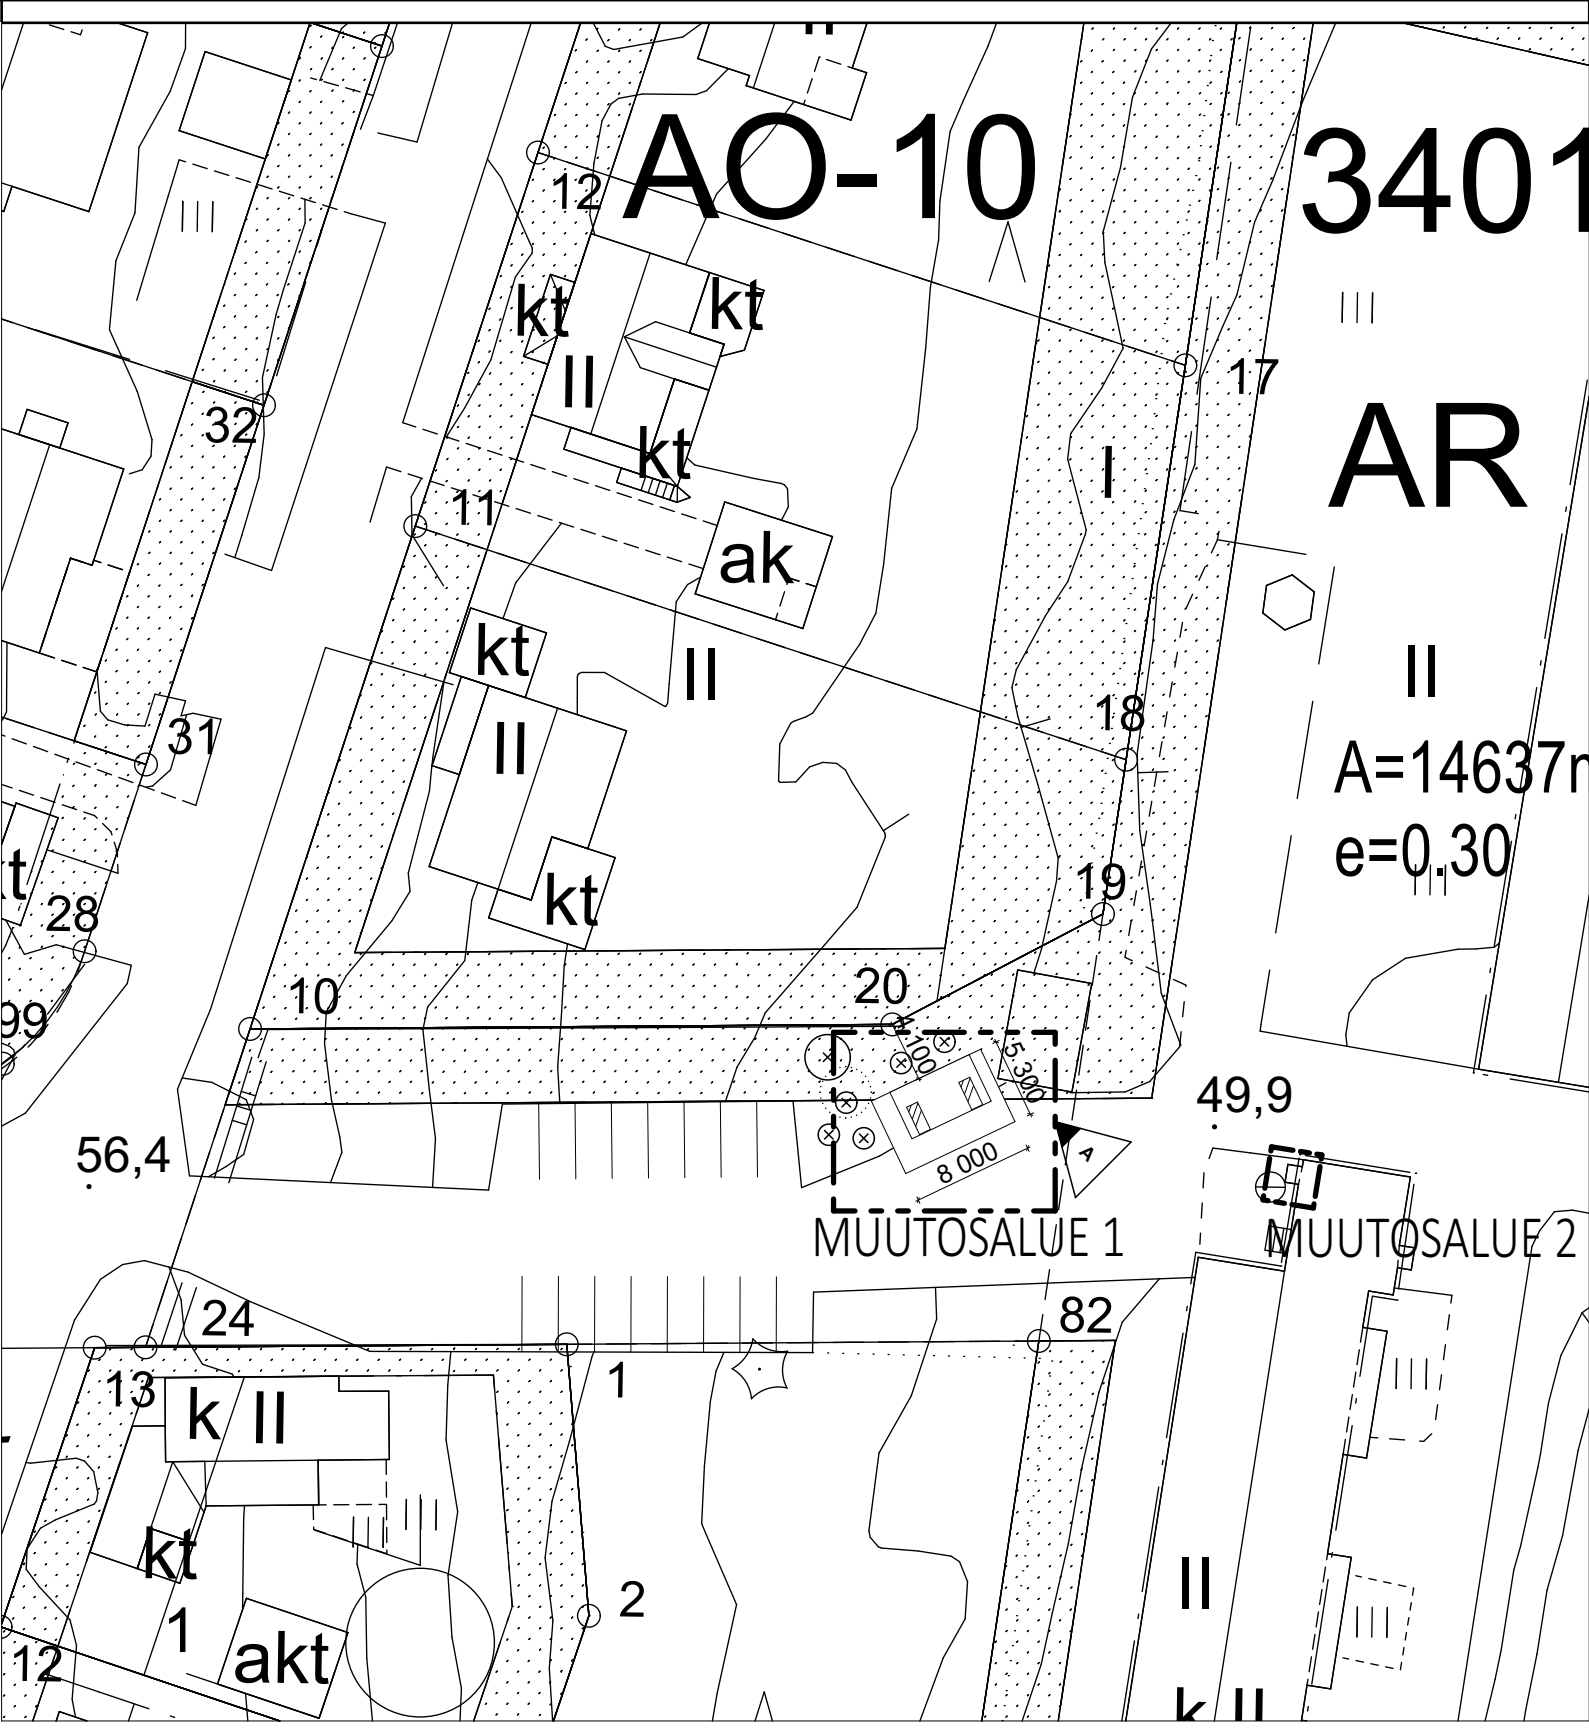 AO-10
3401
12
kt
kt
II
17
32
kt
AR
I
11
ak
kt
II
II
II
31
18
A=14637m
e=0.30
kt
19
28
kt
10
20
99
100
5 300
49,9
56,4
A
8 000
MUUTOSALUE 1
MUUTOSALUE 2
24
82
13
1
k II
kt
II
2
1
12
akt
k II